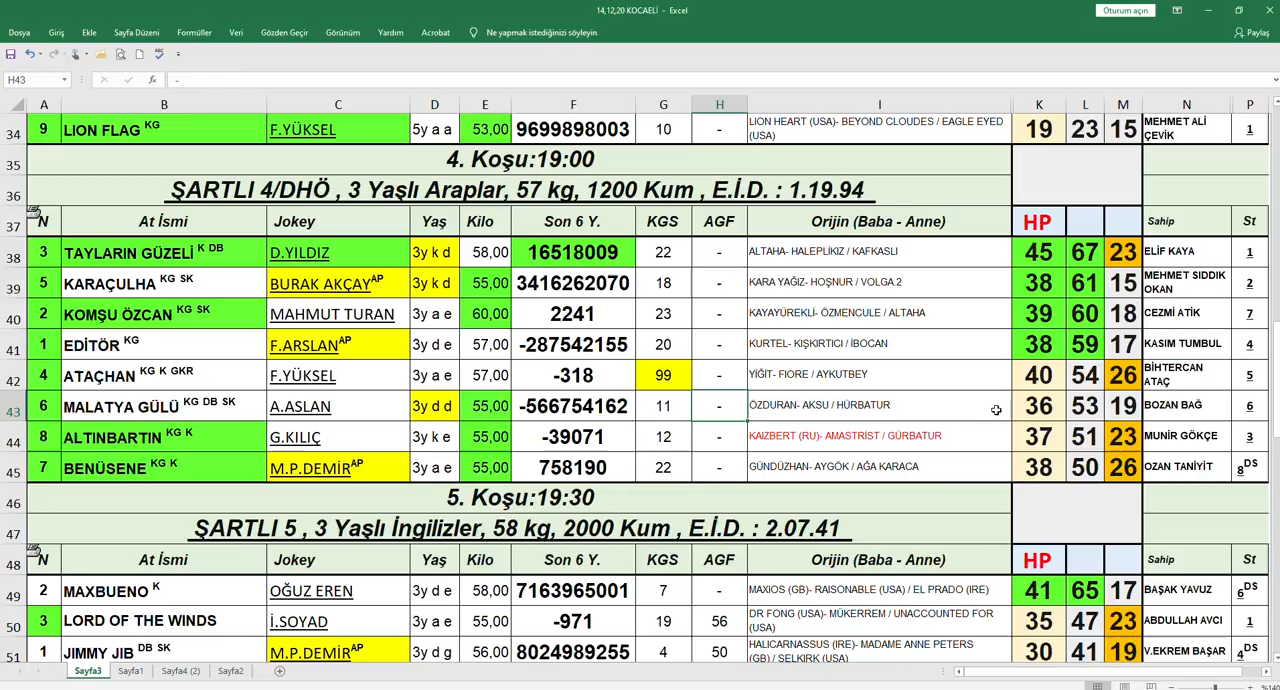 14,12,20 KOCAELİ - Excel
Oturum açın
Dosya Giriş Ekle Sayfa Düzeni Formüller Veri Gözden Geçir Görünüm Yardım Acrobat Ne yapmak istediğinizi söyleyin Paylaş
H43 fx -
A B C D E F G H I K L M N P
34 9 LION FLAG KG F.YÜKSEL 5y a a 53,00 9699898003 10 - LION HEART (USA)- BEYOND CLOUDES / EAGLE EYED (USA) 19 23 15 MEHMET ALİ ÇEVİK 1
35 4. Koşu:19:00
36 ŞARTLI 4/DHÖ , 3 Yaşlı Araplar, 57 kg, 1200 Kum , E.İ.D. : 1.19.94
37 N At İsmi Jokey Yaş Kilo Son 6 Y. KGS AGF Orijin (Baba - Anne) HP Sahip St
38 3 TAYLARIN GÜZELİ K DB D.YILDIZ 3y k d 58,00 16518009 22 - ALTAHA- HALEPLİKIZ / KAFKASLI 45 67 23 ELİF KAYA 1
39 5 KARAÇULHA KG SK BURAK AKÇAY AP 3y k d 55,00 3416262070 18 - KARA YAĞIZ- HOŞNUR / VOLGA.2 38 61 15 MEHMET SIDDIK OKAN 2
40 2 KOMŞU ÖZCAN KG SK MAHMUT TURAN 3y a e 60,00 2241 23 - KAYAYÜREKLİ- ÖZMENCULE / ALTAHA 39 60 18 CEZMİ ATİK 7
41 1 EDİTÖR KG F.ARSLAN AP 3y d e 57,00 -287542155 20 - KURTEL- KIŞKIRTICI / İBOCAN 38 59 17 KASIM TUMBUL 4
42 4 ATAÇHAN KG K GKR F.YÜKSEL 3y a e 57,00 -318 99 - YİĞİT- FIORE / AYKUTBEY 40 54 26 BİHTERCAN ATAÇ 5
43 6 MALATYA GÜLÜ KG DB SK A.ASLAN 3y d d 55,00 -566754162 11 - ÖZDURAN- AKSU / HÜRBATUR 36 53 19 BOZAN BAĞ 6
44 8 ALTINBARTIN KG K G.KILIÇ 3y k e 55,00 -39071 12 - KAIZBERT (RU)- AMASTRİST / GÜRBATUR 37 51 23 MUNİR GÖKÇE 3
45 7 BENÜSENE KG K M.P.DEMİR AP 3y a e 55,00 758190 22 - GÜNDÜZHAN- AYGÖK / AĞA KARACA 38 50 26 OZAN TANİYİT 8 DS
46 5. Koşu:19:30
47 ŞARTLI 5 , 3 Yaşlı İngilizler, 58 kg, 2000 Kum , E.İ.D. : 2.07.41
48 N At İsmi Jokey Yaş Kilo Son 6 Y. KGS AGF Orijin (Baba - Anne) HP Sahip St
49 2 MAXBUENO K OĞUZ EREN 3y d e 58,00 7163965001 7 - MAXIOS (GB)- RAISONABLE (USA) / EL PRADO (IRE) 41 65 17 BAŞAK YAVUZ 6 DS
50 3 LORD OF THE WINDS İ.SOYAD 3y a e 55,00 -971 19 56 DR FONG (USA)- MÜKERREM / UNACCOUNTED FOR (USA) 35 47 23 ABDULLAH AVCI 1
51 1 JIMMY JIB DB SK M.P.DEMİR AP 3y d g 56,00 8024989255 4 50 HALICARNASSUS (IRE)- MADAME ANNE PETERS (GB) / SELKIRK (USA) 30 41 19 Y.EKREM BAŞAR 4 DS
Sayfa3 Sayfa1 Sayfa4 (2) Sayfa2